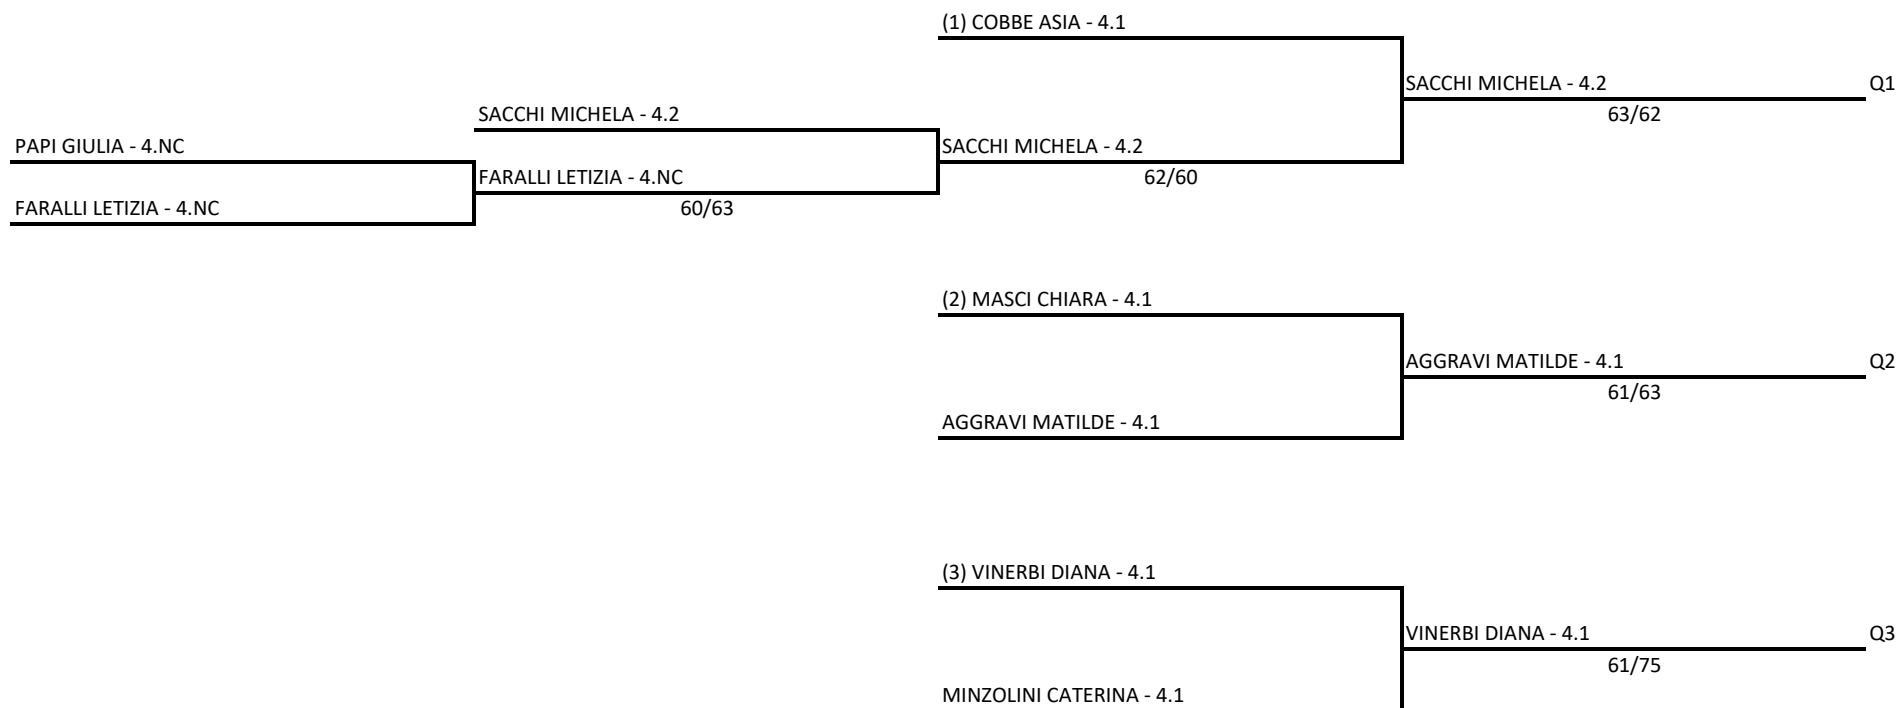 (1) COBBE ASIA - 4.1
SACCHI MICHELA - 4.2 Q1
63/62
SACCHI MICHELA - 4.2
PAPI GIULIA - 4.NC
SACCHI MICHELA - 4.2
62/60
FARALLI LETIZIA - 4.NC
60/63
FARALLI LETIZIA - 4.NC
(2) MASCI CHIARA - 4.1
AGGRAVI MATILDE - 4.1 Q2
61/63
AGGRAVI MATILDE - 4.1
(3) VINERBI DIANA - 4.1
VINERBI DIANA - 4.1 Q3
61/75
MINZOLINI CATERINA - 4.1